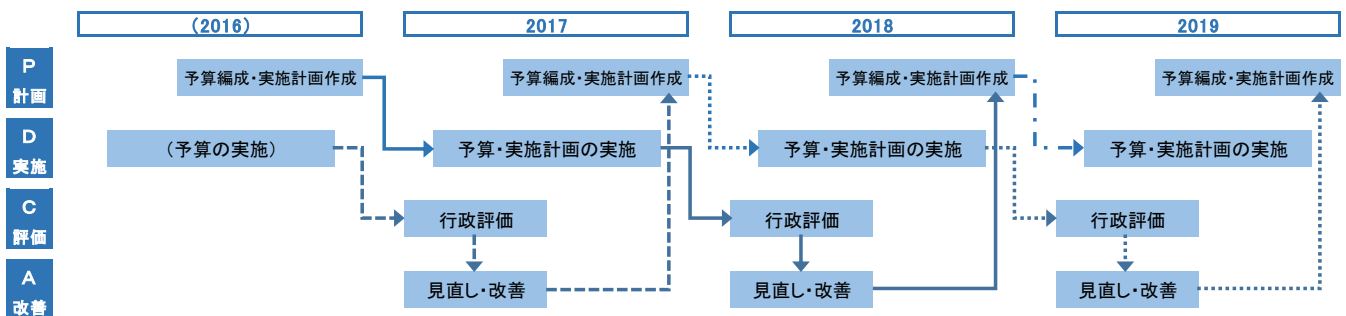 (2016) 2017 2018 2019
P
計画
予算編成・実施計画作成 予算編成・実施計画作成 予算編成・実施計画作成 予算編成・実施計画作成
D
実施
(予算の実施) 予算・実施計画の実施 予算・実施計画の実施 予算・実施計画の実施
C
評価
行政評価 行政評価 行政評価
A
改善
見直し・改善 見直し・改善 見直し・改善